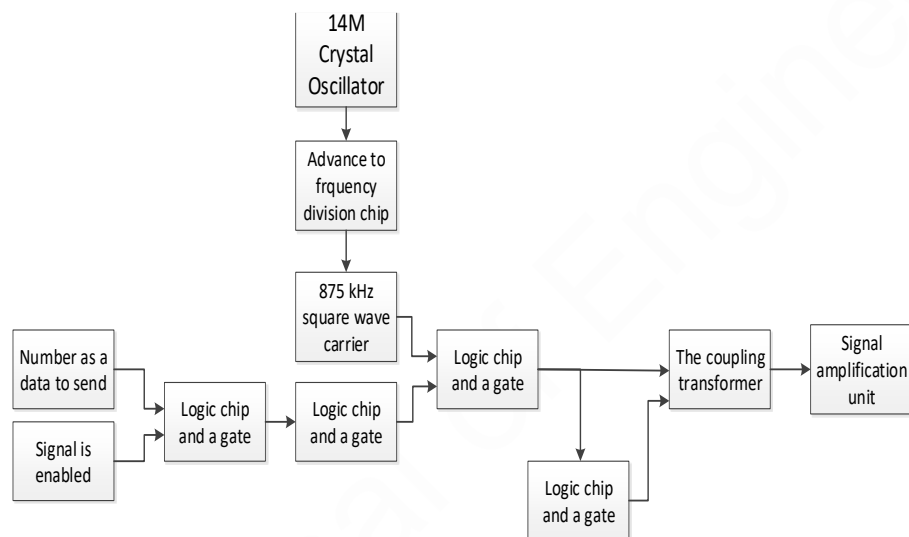 14M
Crystal
Oscillator
Advance to
frquency
division chip
875 kHz
square wave
carrier
Number as a
data to send
Signal is
enabled
Logic chip
and a gate
Logic chip
and a gate
Logic chip
and a gate
Logic chip
and a gate
The coupling
transformer
Signal
amplification
unit
of Engine